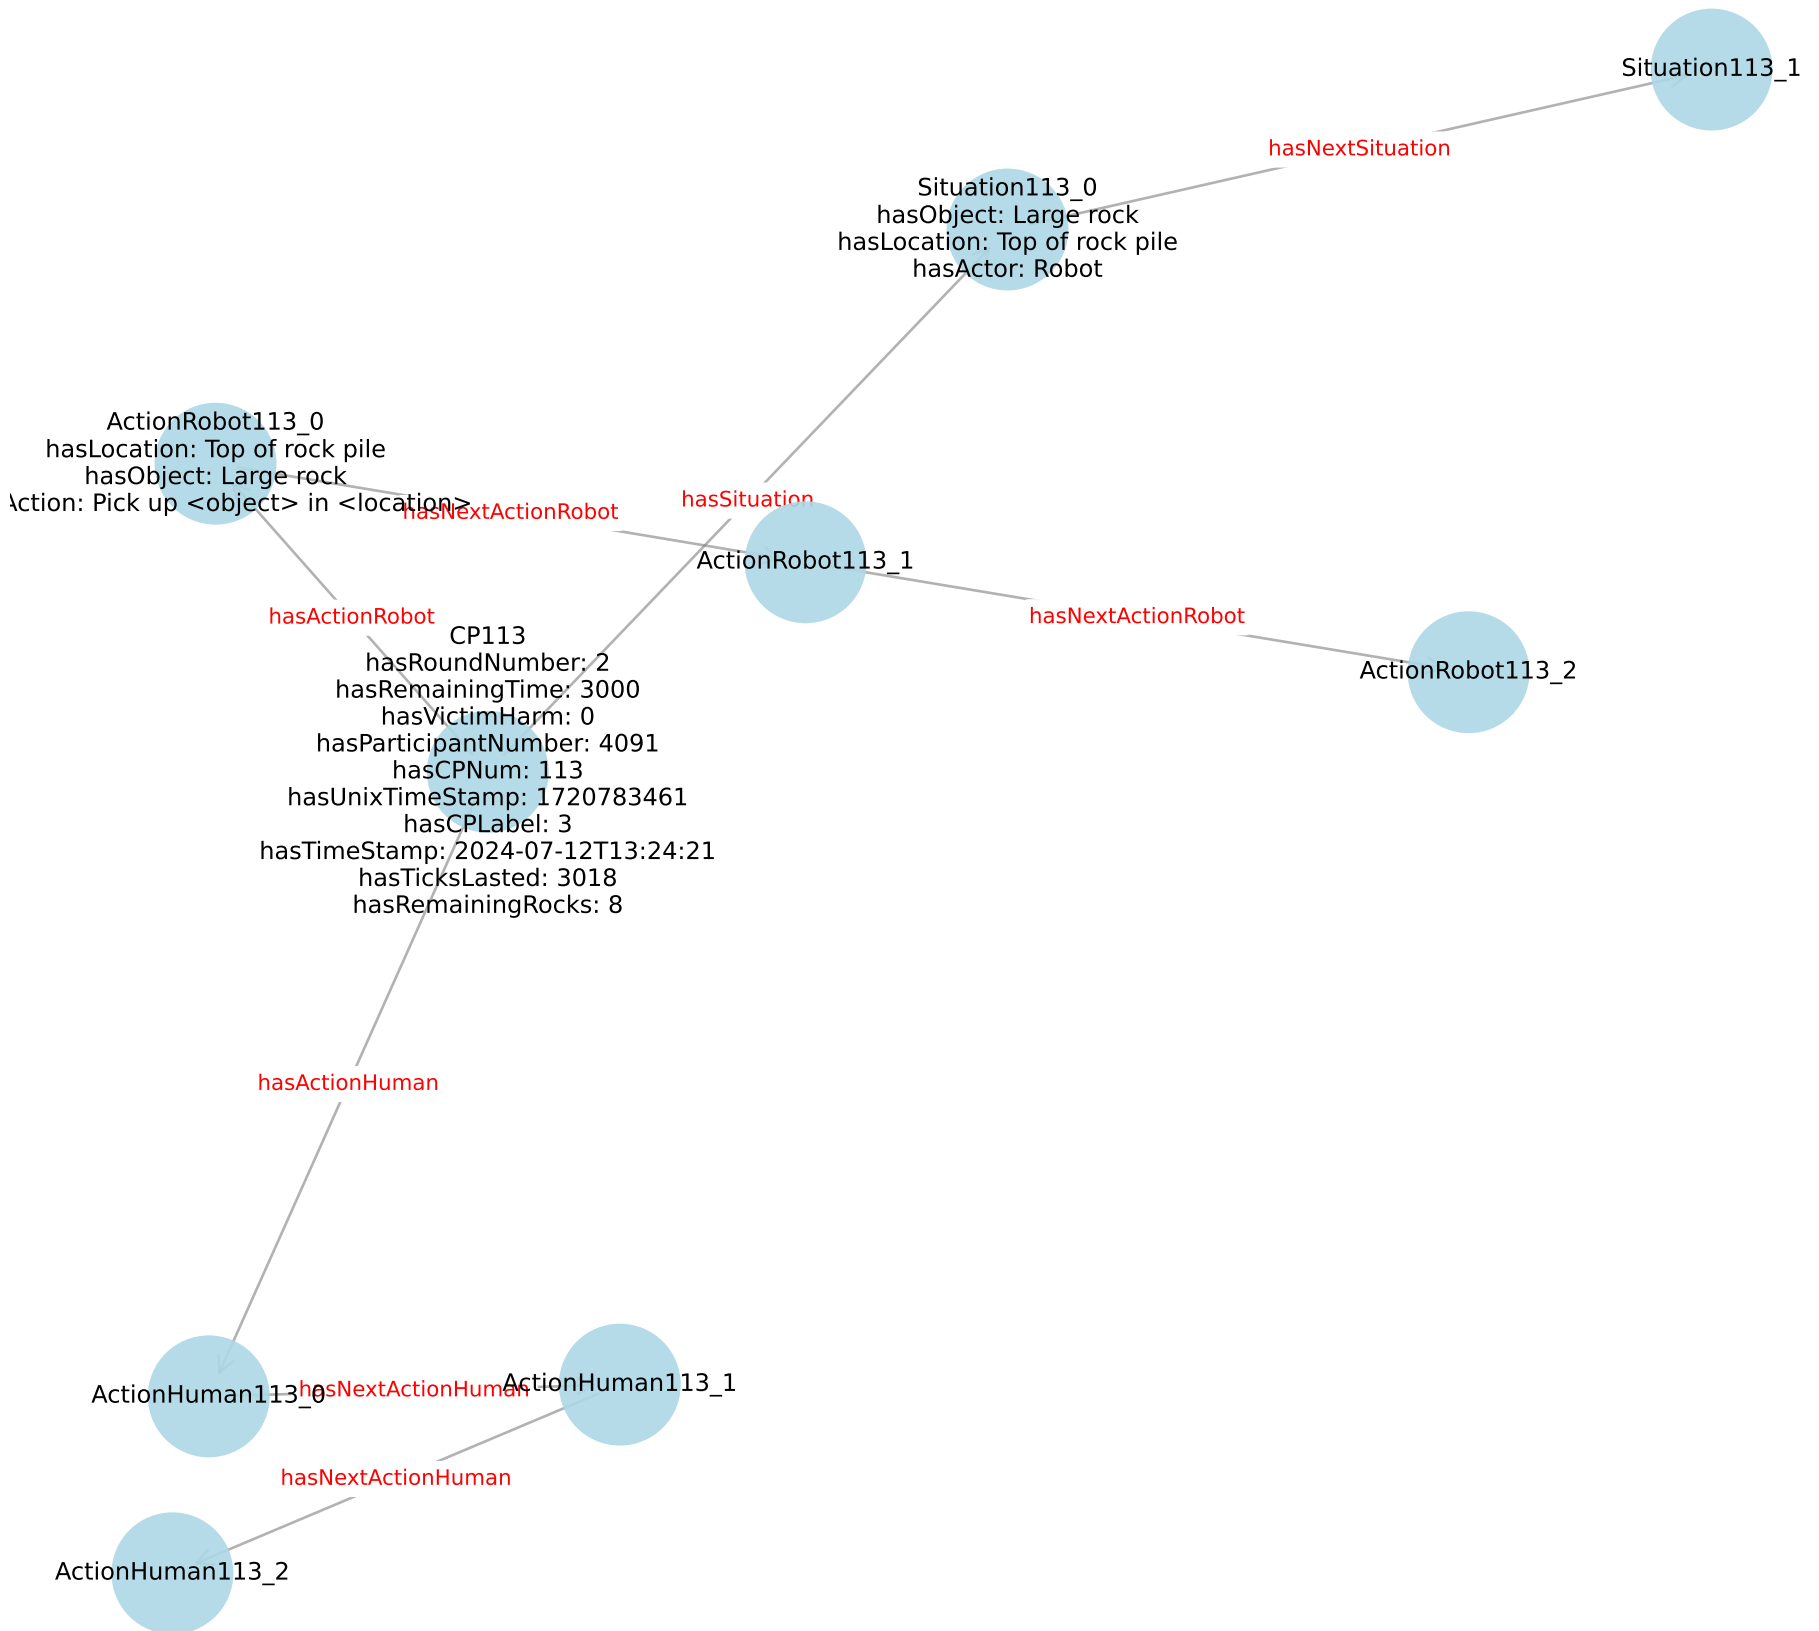 Situation113_1
hasNextSituation
Situation113_0
hasObject: Large rock
hasLocation: Top of rock pile
hasActor: Robot
ActionRobot113_0
hasLocation: Top of rock pile
hasObject: Large rock
Action: Pick up <object> in <location>
hasNextActionRobot
hasSituation
ActionRobot113_1
hasNextActionRobot
ActionRobot113_2
hasActionRobot
CP113
hasRoundNumber: 2
hasRemainingTime: 3000
hasVictimHarm: 0
hasParticipantNumber: 4091
hasCPNum: 113
hasUnixTimeStamp: 1720783461
hasCPLabel: 3
hasTimeStamp: 2024-07-12T13:24:21
hasTicksLasted: 3018
hasRemainingRocks: 8
hasActionHuman
ActionHuman113_0
hasNextActionHuman
ActionHuman113_1
hasNextActionHuman
ActionHuman113_2